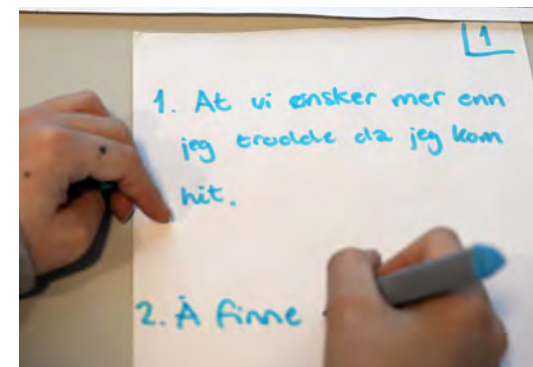 1
1. At vi ønsker mer enn
jeg trodde da jeg kom
hit.
2. Å finne